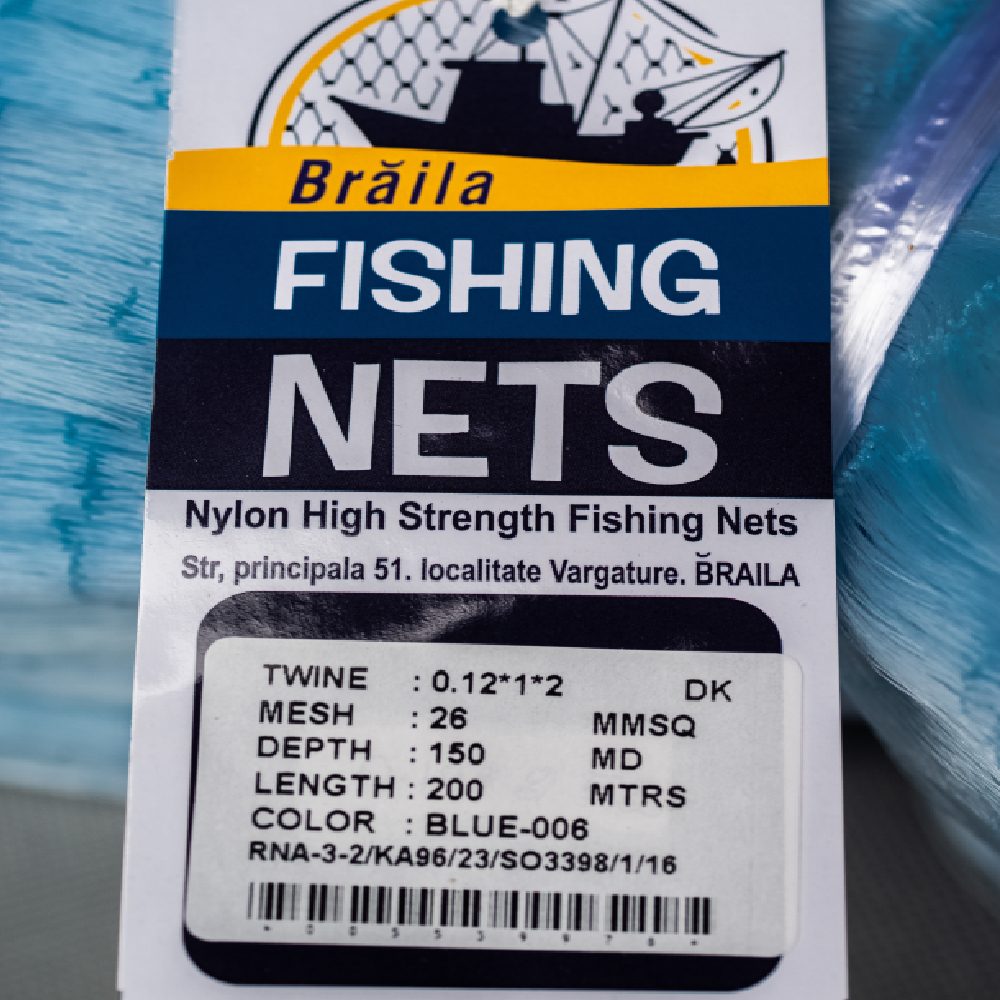 Brăila
FISHING
NETS
Nylon High Strength Fishing Nets
Str, principala 51. localitate Vargature. B̆RAILA
TWINE : 0.12*1*2 DK
MESH : 26 MMSQ
DEPTH : 150 MD
LENGTH : 200 MTRS
COLOR : BLUE-006
RNA-3-2/KA96/23/SO3398/1/16